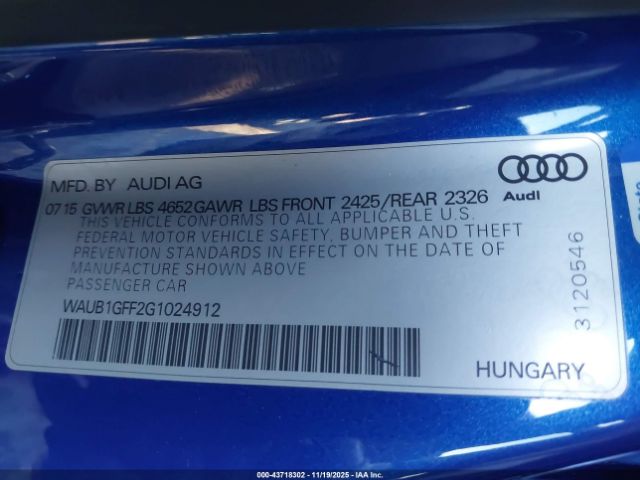 MFD. BY AUDI AG
Audi
07 15 GVWR LBS 4652 GAWR LBS FRONT 2425/REAR 2326
THIS VEHICLE CONFORMS TO ALL APPLICABLE U.S.
FEDERAL MOTOR VEHICLE SAFETY, BUMPER AND THEFT
PREVENTION STANDARDS IN EFFECT ON THE DATE OF
MANUFACTURE SHOWN ABOVE
PASSENGER CAR
WAUB1GFF2G1024912
3120546
HUNGARY
000-43718302 - 11/19/2025 - IAAI.COM